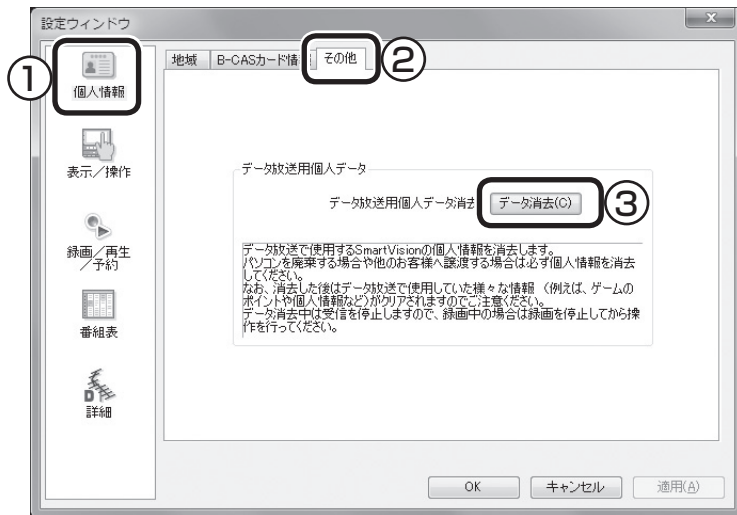 設定ウィンドウ
①
個人情報
表示／操作
録画／再生
／予約
番組表
詳細
地域
B-CASカード情
その他
②
データ放送用個人データ
データ放送用個人データ消去
データ消去(C)
③
データ放送で使用するSmartVisionの個人情報を消去します。
パソコンを廃棄する場合や他のお客様へ譲渡する場合は必ず個人情報を消去
してください。
なお、消去した後はデータ放送で使用していた様々な情報 （例えば、ゲームの
ポイントや個人情報など）がクリアされますのでご注意ください。
データ消去中は受信を停止しますので、録画中の場合は録画を停止してから操
作を行ってください。
OK
キャンセル
適用(A)